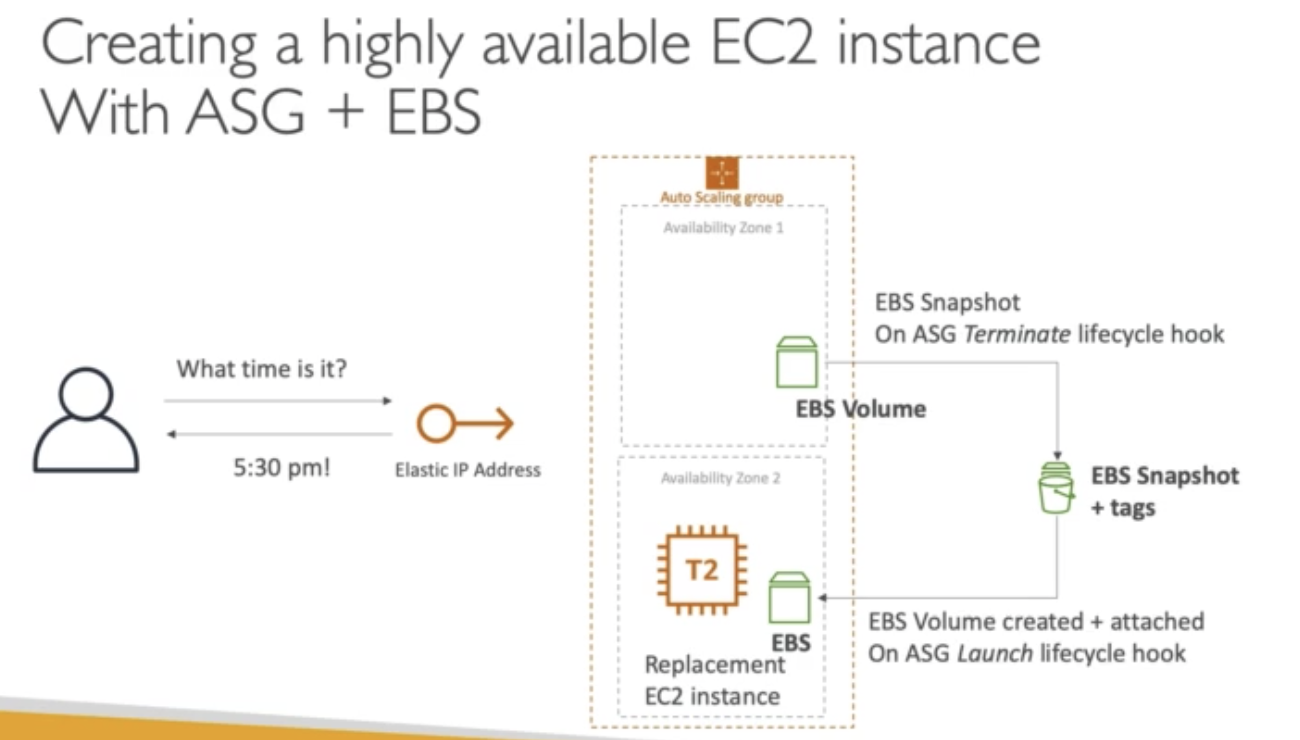 Creating a highly available EC2 instance
With ASG + EBS
Auto Scaling group
Availability Zone 1
EBS Snapshot
On ASG Terminate lifecycle hook
What time is it?
EBS Volume
5:30 pm!
Elastic IP Address
Availability Zone 2
EBS Snapshot
+ tags
T2
EBS
Replacement
EC2 instance
EBS Volume created + attached
On ASG Launch lifecycle hook